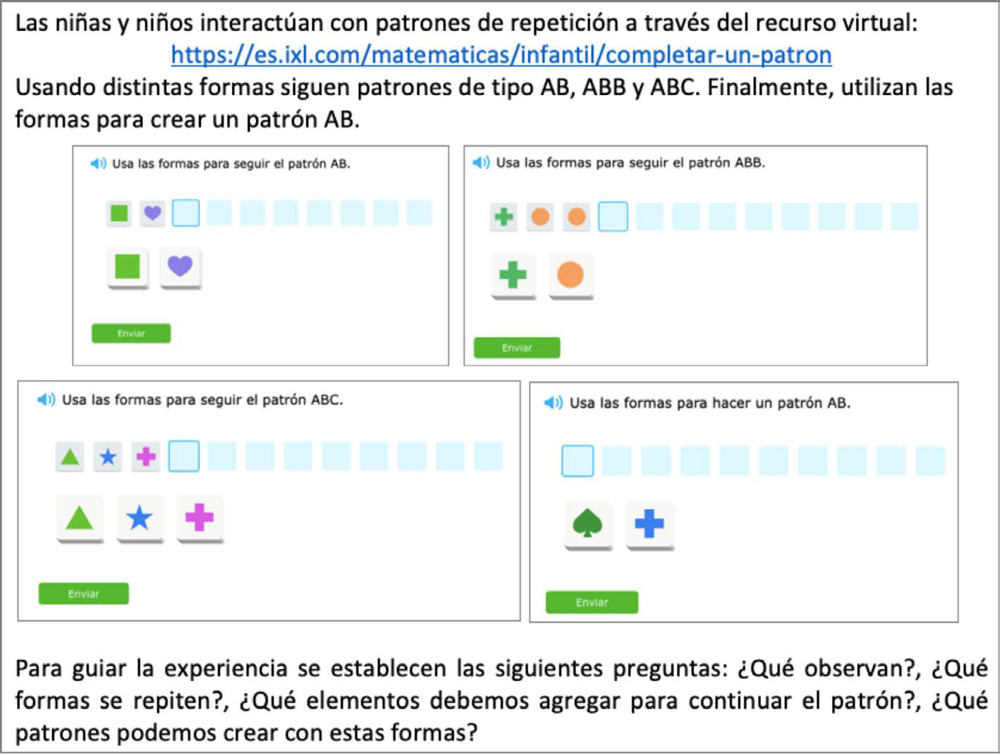 Las niñas y niños interactúan con patrones de repetición a través del recurso virtual:
https://es.ixl.com/matematicas/infantil/completar-un-patron
Usando distintas formas siguen patrones de tipo AB, ABB y ABC. Finalmente, utilizan las
formas para crear un patrón AB.
Usa las formas para seguir el patrón AB.
Enviar
Usa las formas para seguir el patrón ABB.
Enviar
Usa las formas para seguir el patrón ABC.
Enviar
Usa las formas para hacer un patrón AB.
Enviar
Para guiar la experiencia se establecen las siguientes preguntas: ¿Qué observan?, ¿Qué
formas se repiten?, ¿Qué elementos debemos agregar para continuar el patrón?, ¿Qué
patrones podemos crear con estas formas?